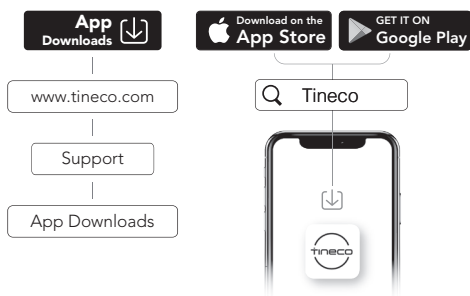 App
Downloads
www.tineco.com
Support
App Downloads
Download on the
App Store
GET IT ON
Google Play
Tineco
tineco